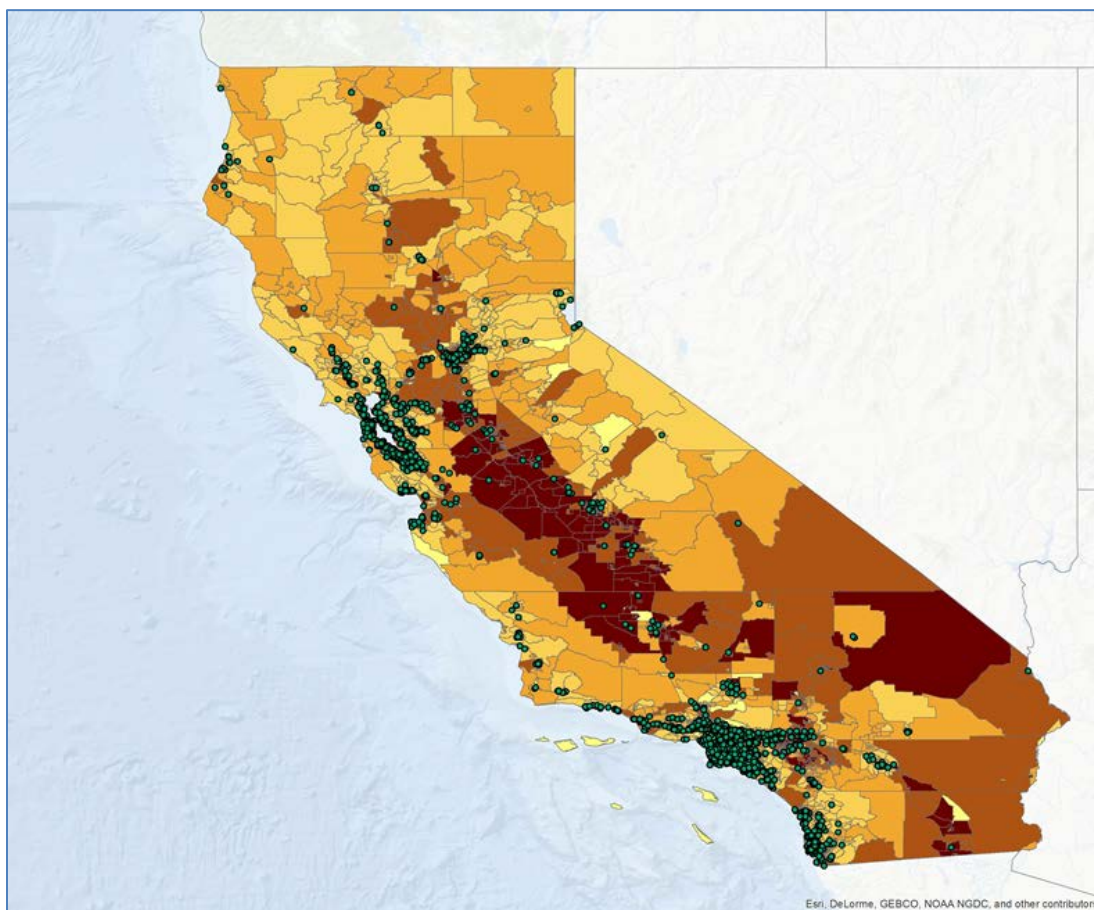 Esri, DeLorme, GEBCO, NOAA NGDC, and other contributors